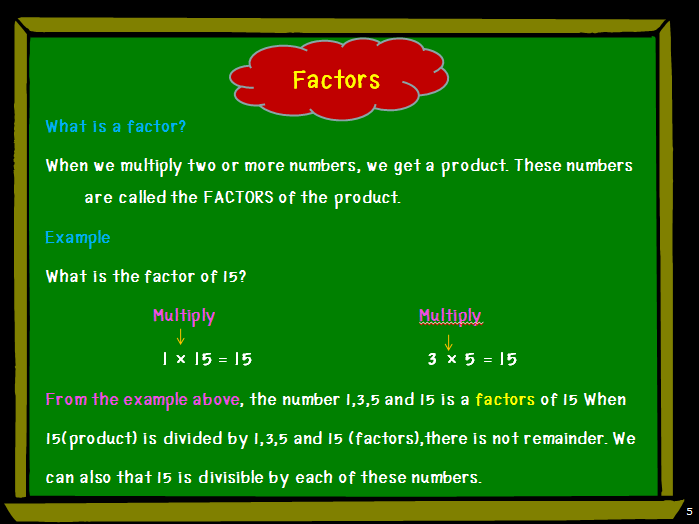 Factors
What is a factor?
When we multiply two or more numbers, we get a product. These numbers
are called the FACTORS of the product.
Example
What is the factor of 15?
Multiply Multiply
↓ ↓
1 × 15 = 15 3 × 5 = 15
From the example above, the number 1,3,5 and 15 is a factors of 15 When
15(product) is divided by 1,3,5 and 15 (factors),there is not remainder. We
can also that 15 is divisible by each of these numbers.
5